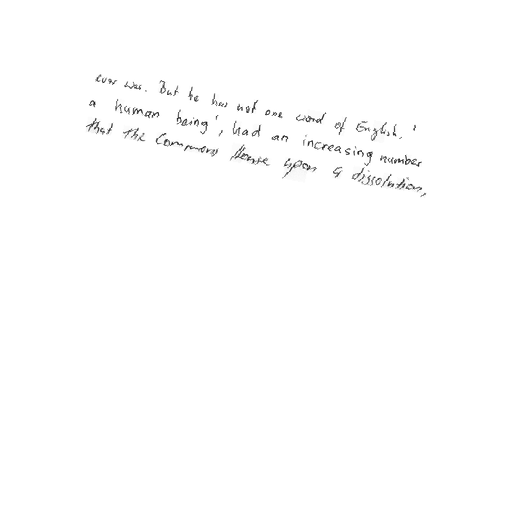 ever was. But he has not one word of English.'
a human being', had an increasing number
that the Commons House upon a dissolution,